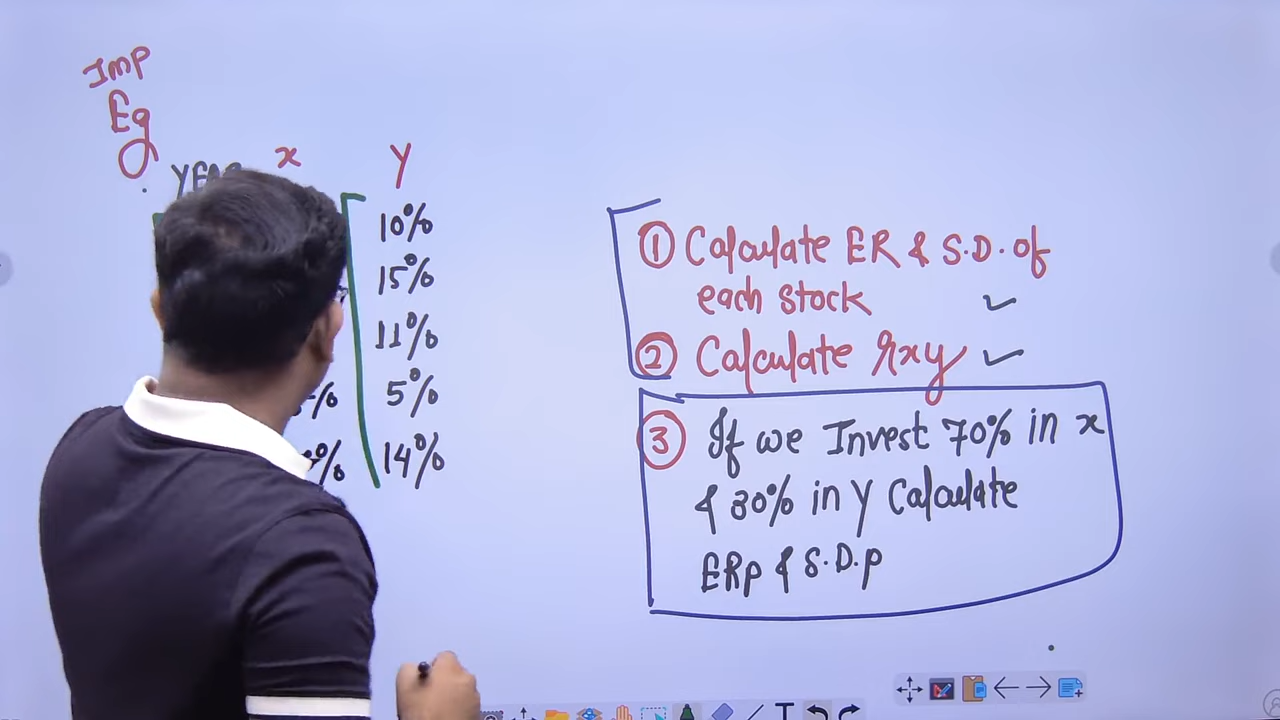 Imp
Eg
x Y
10%
15%
11%
5%
14%
① Calculate ER & S.D. of
each stock ✓
② Calculate rxy ✓
③ If we Invest 70% in x
& 30% in Y Calculate
ERp & S.D.p
T